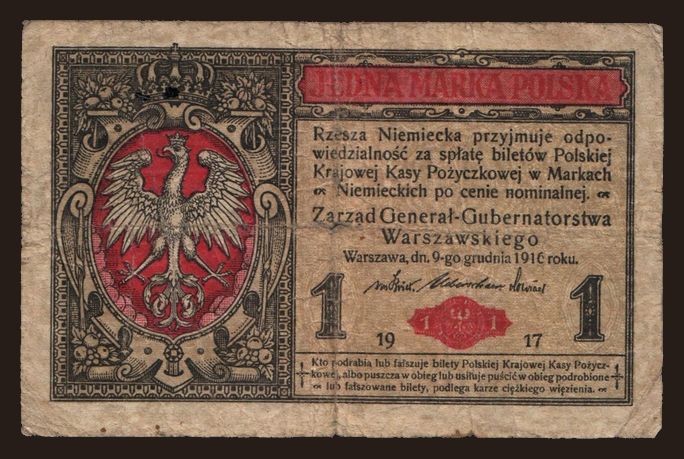 JEDNA MARKA POLSKA
Rzesza Niemiecka przyjmuje odpo-
wiedzialność za spłatę biletów Polskiej
Krajowej Kasy Pożyczkowej w Markach
Niemieckich po cenie nominalnej.
Zarząd Generał-Gubernatorstwa
Warszawskiego
Warszawa, dn. 9-go grudnia 1916 roku.
1 1
19 1 1 17
Kto podrabia lub fałszuje bilety Polskiej Krajowej Kasy Pożycz-
kowej, albo puszcza w obieg lub usiłuje puścić w obieg podrobione
lub fałszowane bilety, podlega karze ciężkiego więzienia.